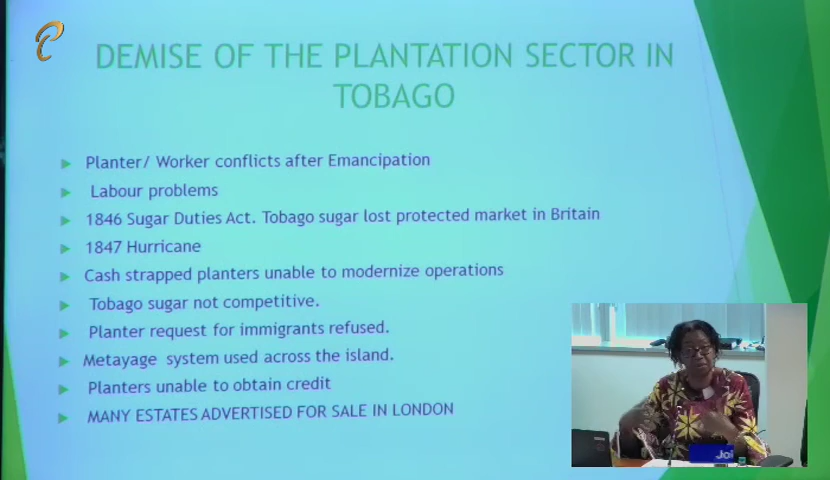 DEMISE OF THE PLANTATION SECTOR IN
TOBAGO
Planter/ Worker conflicts after Emancipation
Labour problems
1846 Sugar Duties Act. Tobago sugar lost protected market in Britain
1847 Hurricane
Cash strapped planters unable to modernize operations
Tobago sugar not competitive.
Planter request for immigrants refused.
Metayage system used across the island.
Planters unable to obtain credit
MANY ESTATES ADVERTISED FOR SALE IN LONDON
Joi